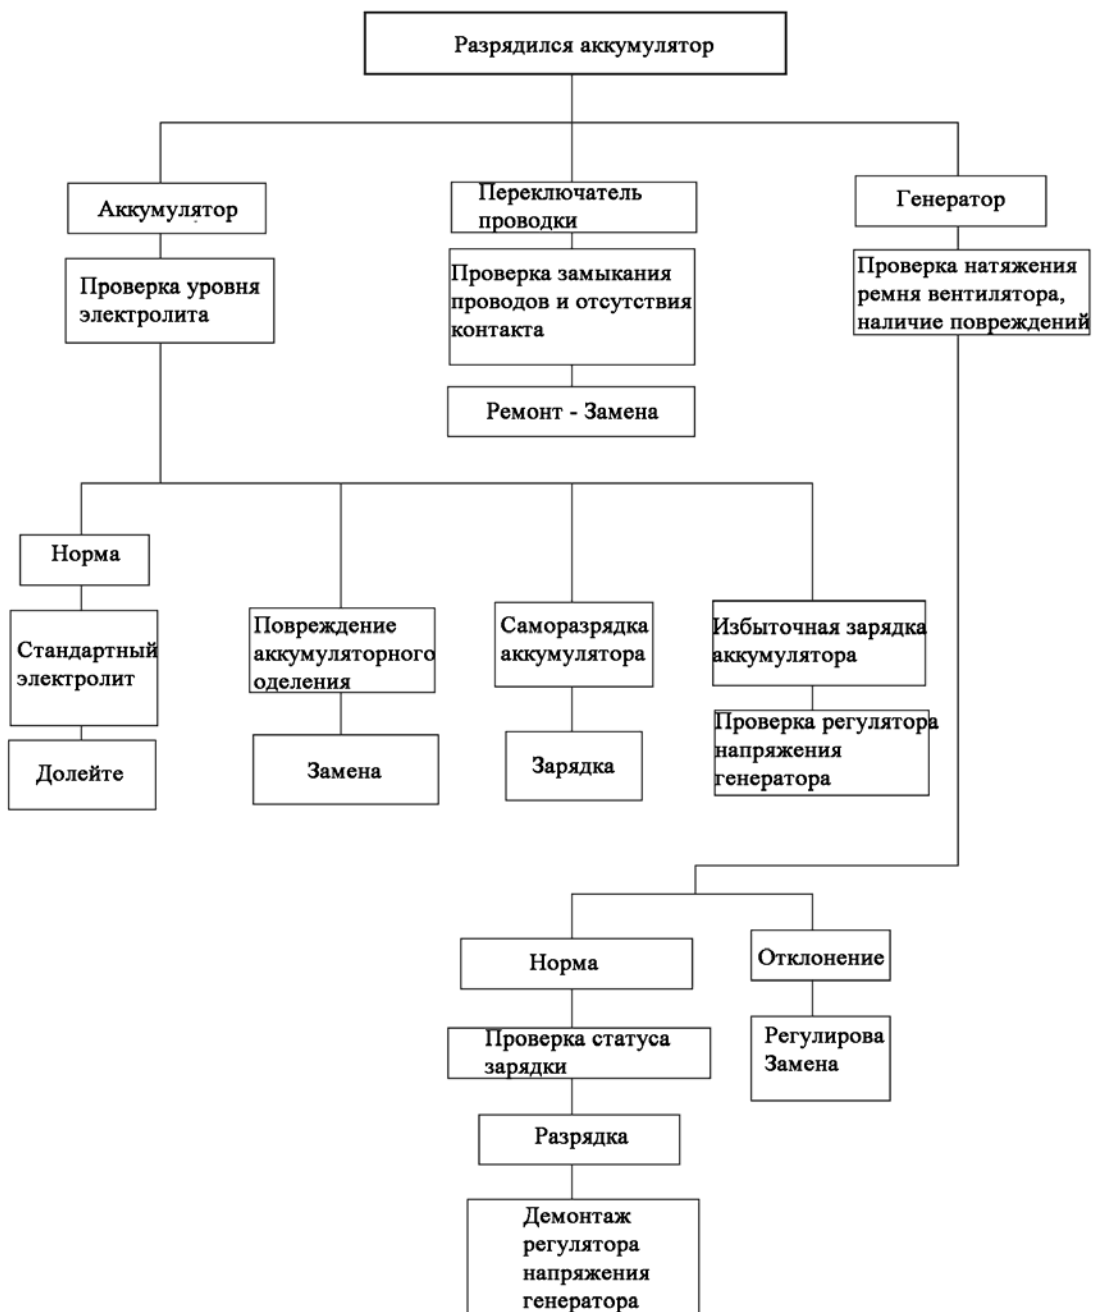 Разрядился аккумулятор
Аккумулятор
Переключатель
проводки
Генератор
Проверка уровня
электролита
Проверка замыкания
проводов и отсутствия
контакта
Проверка натяжения
ремня вентилятора,
наличие повреждений
Ремонт - Замена
Норма
Стандартный
электролит
Долейте
Повреждение
аккумуляторного
оделения
Замена
Саморазрядка
аккумулятора
Зарядка
Избыточная зарядка
аккумулятора
Проверка регулятора
напряжения
генератора
Норма
Отклонение
Проверка статуса
зарядки
Регулирова
Замена
Разрядка
Демонтаж
регулятора
напряжения
генератора